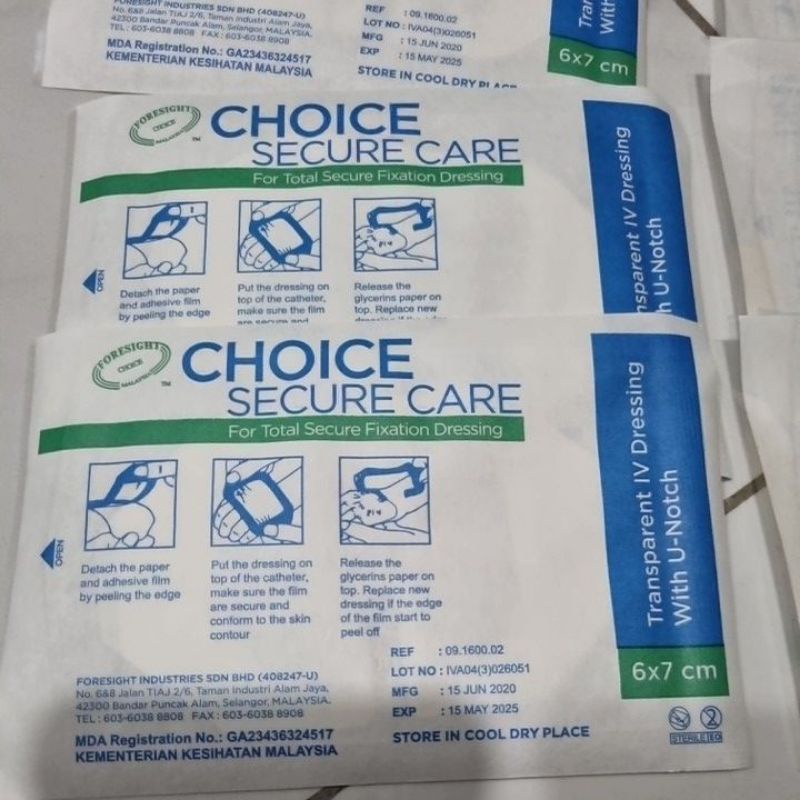 FORESIGHT INDUSTRIES SDN BHD (408247-U)
No. 6&8 Jalan TIAJ 2/6, Taman Industri Alam Jaya,
42300 Bandar Puncak Alam, Selangor, MALAYSIA.
TEL : 603-6038 8808 FAX : 603-6038 8908
MDA Registration No.: GA23436324517
KEMENTERIAN KESIHATAN MALAYSIA
REF : 09.1600.02
LOT NO : IVA04(3)026051
MFG : 15 JUN 2020
EXP : 15 MAY 2025
STORE IN COOL DRY PLACE
With
6x7 cm
FORESIGHT
CHOICE
MALAYSIA
TM
CHOICE
SECURE CARE
For Total Secure Fixation Dressing
OPEN
Detach the paper
and adhesive film
by peeling the edge
Put the dressing on
top of the catheter,
make sure the film
are secure and
Release the
glycerins paper on
top. Replace new
dressing if the edge
nsparent IV Dressing
h U-Notch
FORESIGHT
CHOICE
MALAYSIA
TM
CHOICE
SECURE CARE
For Total Secure Fixation Dressing
OPEN
Detach the paper
and adhesive film
by peeling the edge
Put the dressing on
top of the catheter,
make sure the film
are secure and
conform to the skin
contour
Release the
glycerins paper on
top. Replace new
dressing if the edge
of the film start to
peel off
Transparent IV Dressing
With U-Notch
6x7 cm
FORESIGHT INDUSTRIES SDN BHD (408247-U)
No. 6&8 Jalan TIAJ 2/6, Taman Industri Alam Jaya,
42300 Bandar Puncak Alam, Selangor, MALAYSIA.
TEL : 603-6038 8808 FAX : 603-6038 8908
MDA Registration No.: GA23436324517
KEMENTERIAN KESIHATAN MALAYSIA
REF : 09.1600.02
LOT NO : IVA04(3)026051
MFG : 15 JUN 2020
EXP : 15 MAY 2025
STORE IN COOL DRY PLACE
STERILE EO